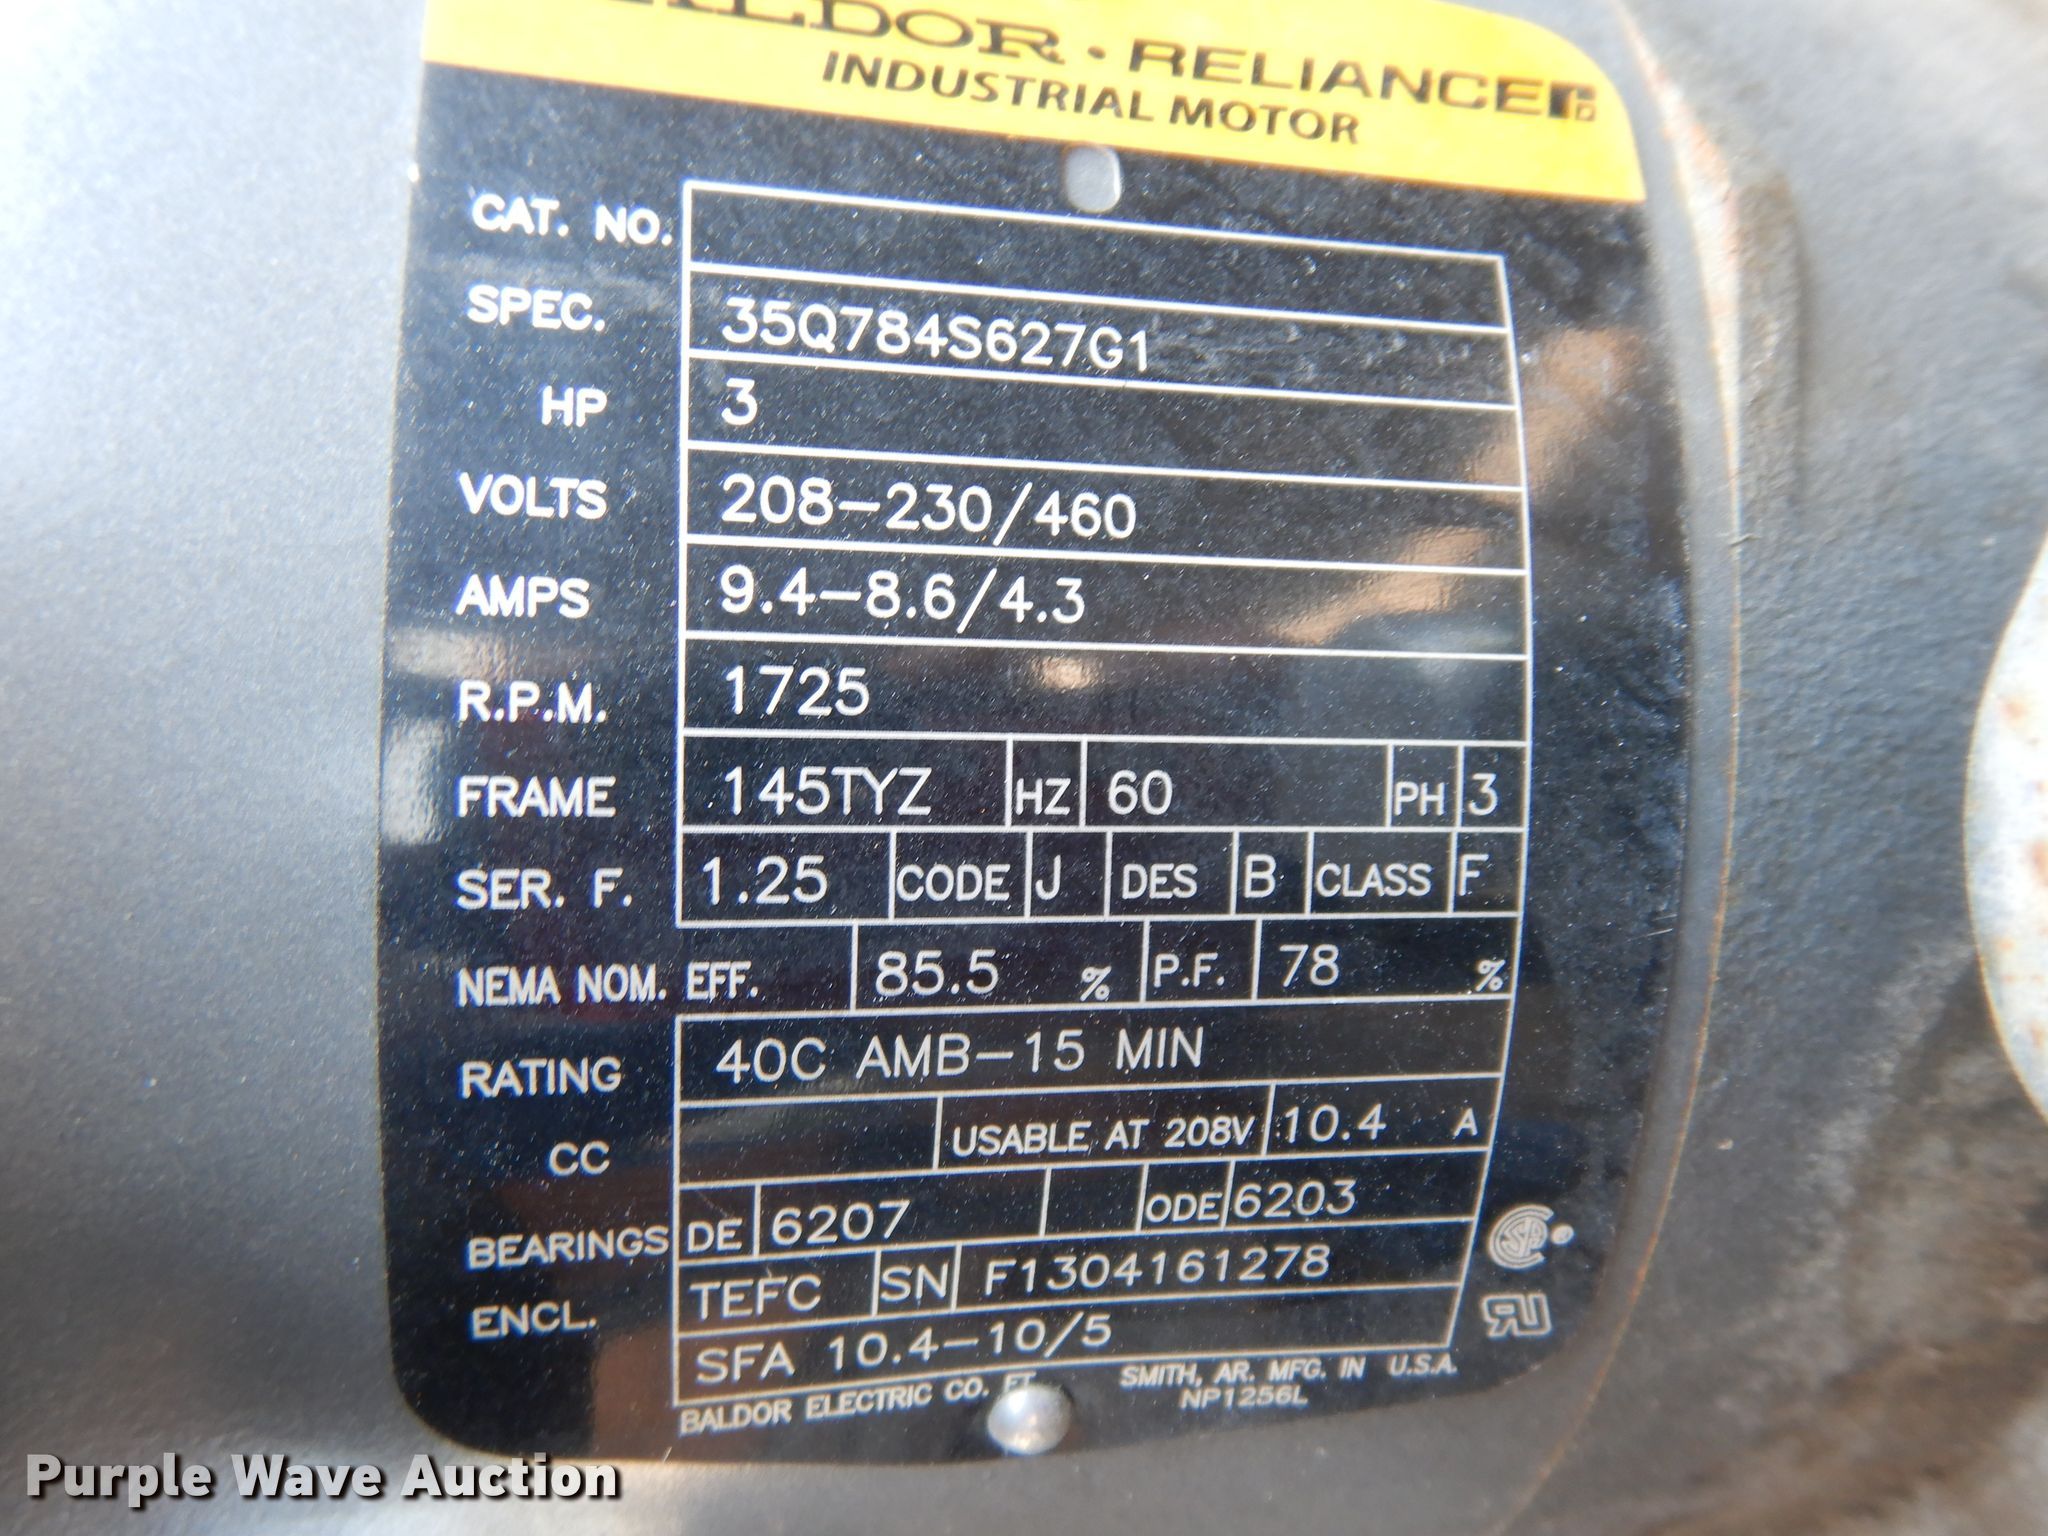 BALDOR · RELIANCE
INDUSTRIAL MOTOR
CAT. NO.
SPEC. 35Q784S627G1
HP 3
VOLTS 208-230/460
AMPS 9.4-8.6/4.3
R.P.M. 1725
FRAME 145TYZ HZ 60 PH 3
SER. F. 1.25 CODE J DES B CLASS F
NEMA NOM. EFF. 85.5 % P.F. 78 %
RATING 40C AMB-15 MIN
CC USABLE AT 208V 10.4 A
BEARINGS DE 6207 ODE 6203
ENCL. TEFC SN F1304161278
SFA 10.4-10/5
BALDOR ELECTRIC CO. FT. SMITH, AR. MFG. IN U.S.A.
NP1256L
Purple Wave Auction